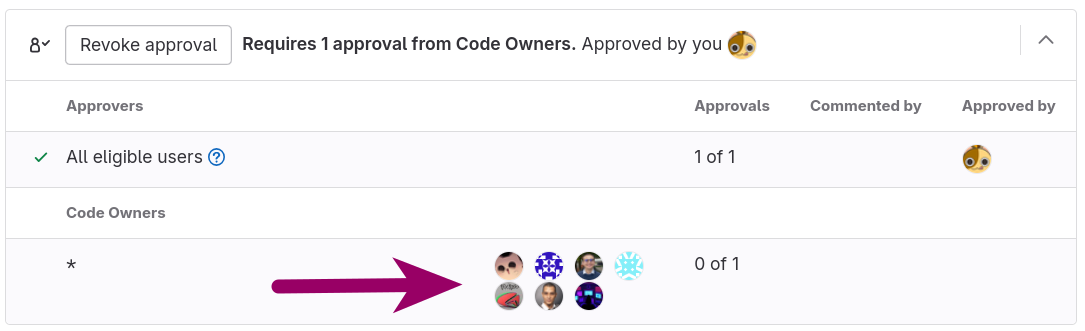 Revoke approval Requires 1 approval from Code Owners. Approved by you
Approvers Approvals Commented by Approved by
All eligible users ? 1 of 1
Code Owners
* 0 of 1